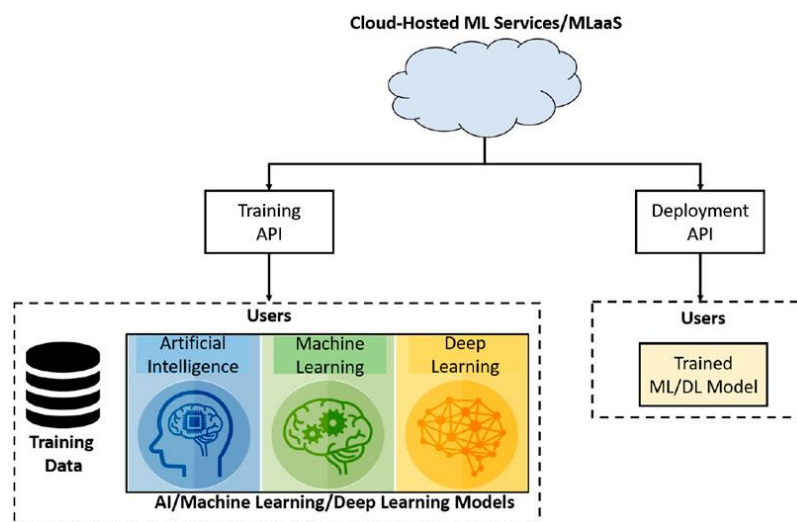 Cloud-Hosted ML Services/MLaaS
Training
API
Deployment
API
Users
Artificial
Intelligence
Machine
Learning
Deep
Learning
Training
Data
AI/Machine Learning/Deep Learning Models
Users
Trained
ML/DL Model